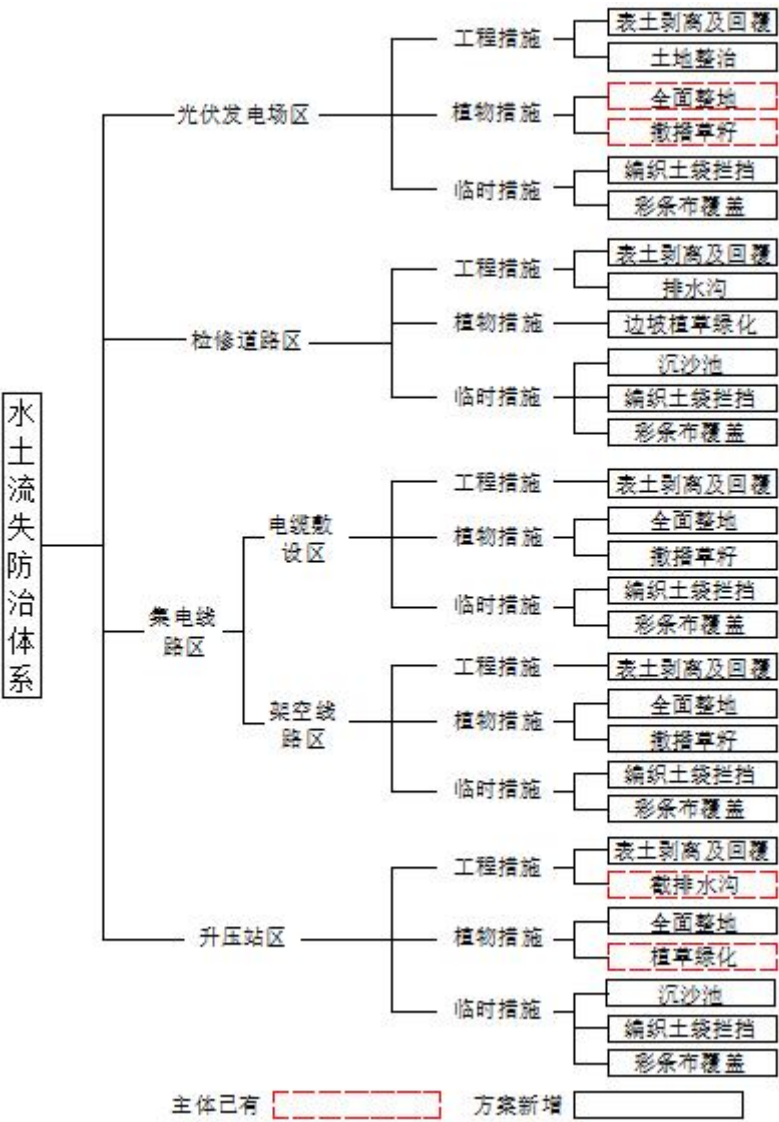 水土流失防治体系
光伏发电场区
工程措施
表土剥离及回覆
土地整治
植物措施
全面整地
撒播草籽
临时措施
编织土袋拦挡
彩条布覆盖
检修道路区
工程措施
表土剥离及回覆
排水沟
植物措施
边坡植草绿化
临时措施
沉沙池
编织土袋拦挡
彩条布覆盖
集电线
路区
电缆敷
设区
工程措施
表土剥离及回覆
植物措施
全面整地
撒播草籽
临时措施
编织土袋拦挡
彩条布覆盖
架空线
路区
工程措施
表土剥离及回覆
植物措施
全面整地
撒播草籽
临时措施
编织土袋拦挡
彩条布覆盖
升压站区
工程措施
表土剥离及回覆
截排水沟
植物措施
全面整地
植草绿化
临时措施
沉沙池
编织土袋拦挡
彩条布覆盖
主体已有
方案新增